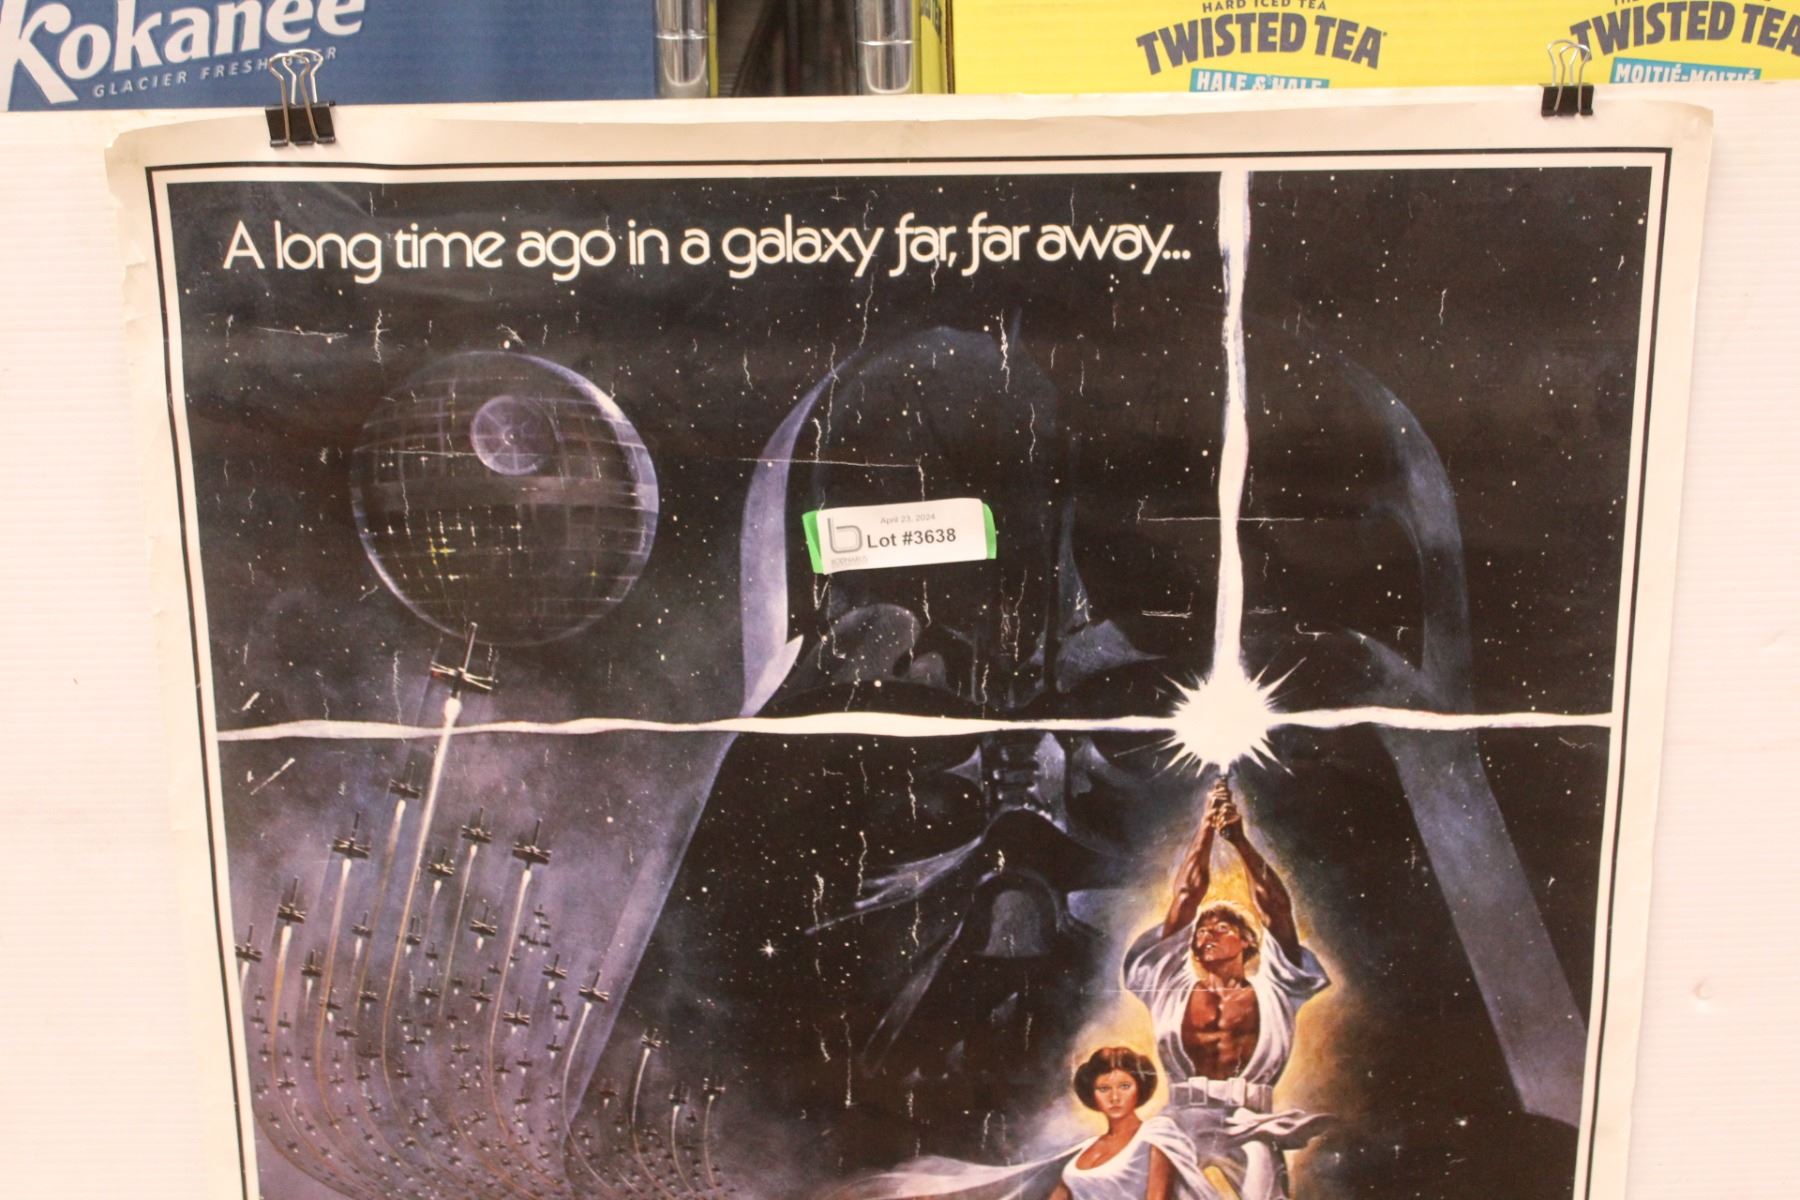 Kokanee
GLACIER FRESH BEER
HARD ICED TEA
TWISTED TEA
HALF & HALF
TWISTED TEA
MOITIÉ-MOITIÉ
A long time ago in a galaxy far, far away...
April 23, 2024
Lot #3638